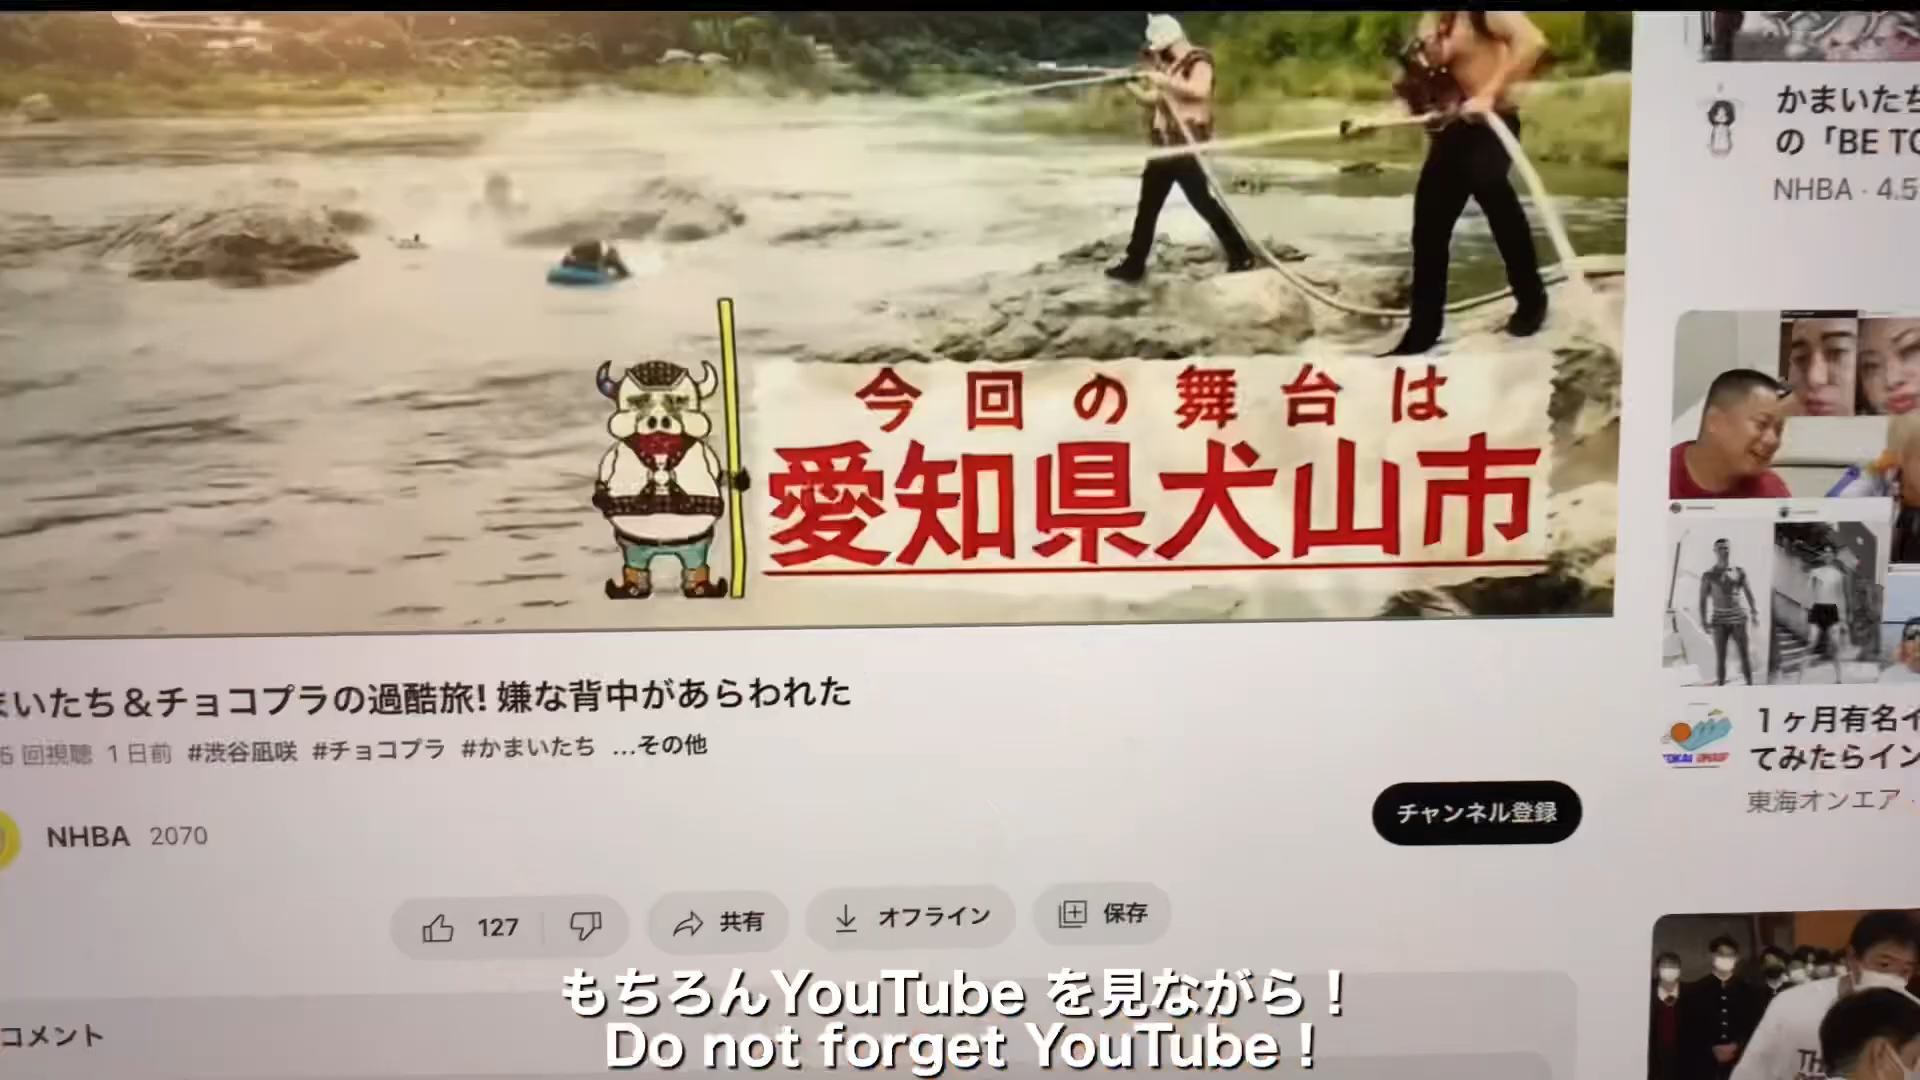 今回の舞台は
愛知県犬山市
まいたち&チョコプラの過酷旅! 嫌な背中があらわれた
回視聴 1日前 #渋谷凪咲 #チョコプラ #かまいたち …その他
NHBA 2070
チャンネル登録
127 共有 オフライン 保存
コメント
かまいたち
の「BE TO
NHBA · 4.5
1ヶ月有名イ
てみたらイン
東海オンエア
もちろんYouTube を見ながら！
Do not forget YouTube！